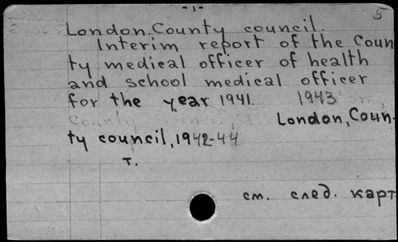 -1- 5
London. County council.
Interim report of the Coun
ty medical officer of health
and school medical officer
for the year 1941. 1943
London, Coun-
ty council, 1942-44
т.
см. след. карт